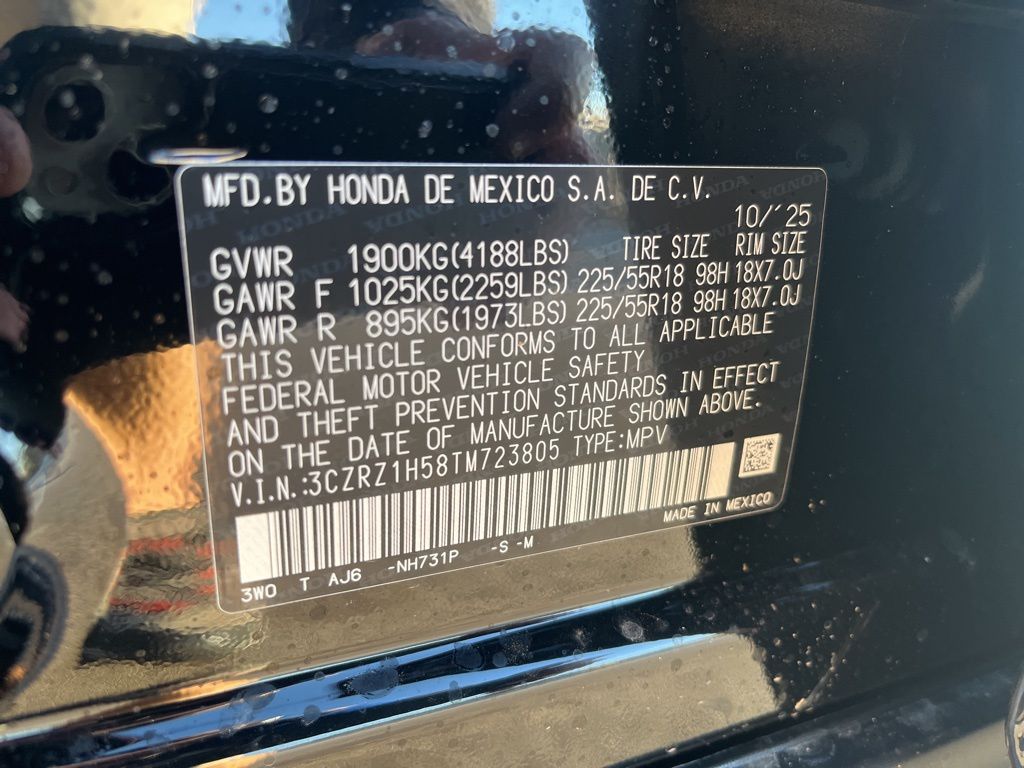 MFD.BY HONDA DE MEXICO S.A. DE C.V.
10/´25
GVWR 1900KG(4188LBS) TIRE SIZE RIM SIZE
GAWR F 1025KG(2259LBS) 225/55R18 98H 18X7.0J
GAWR R 895KG(1973LBS) 225/55R18 98H 18X7.0J
THIS VEHICLE CONFORMS TO ALL APPLICABLE
FEDERAL MOTOR VEHICLE SAFETY
AND THEFT PREVENTION STANDARDS IN EFFECT
ON THE DATE OF MANUFACTURE SHOWN ABOVE.
V.I.N.:3CZRZ1H58TM723805 TYPE:MPV
MADE IN MEXICO
3WO T AJ6 -NH731P -S -M